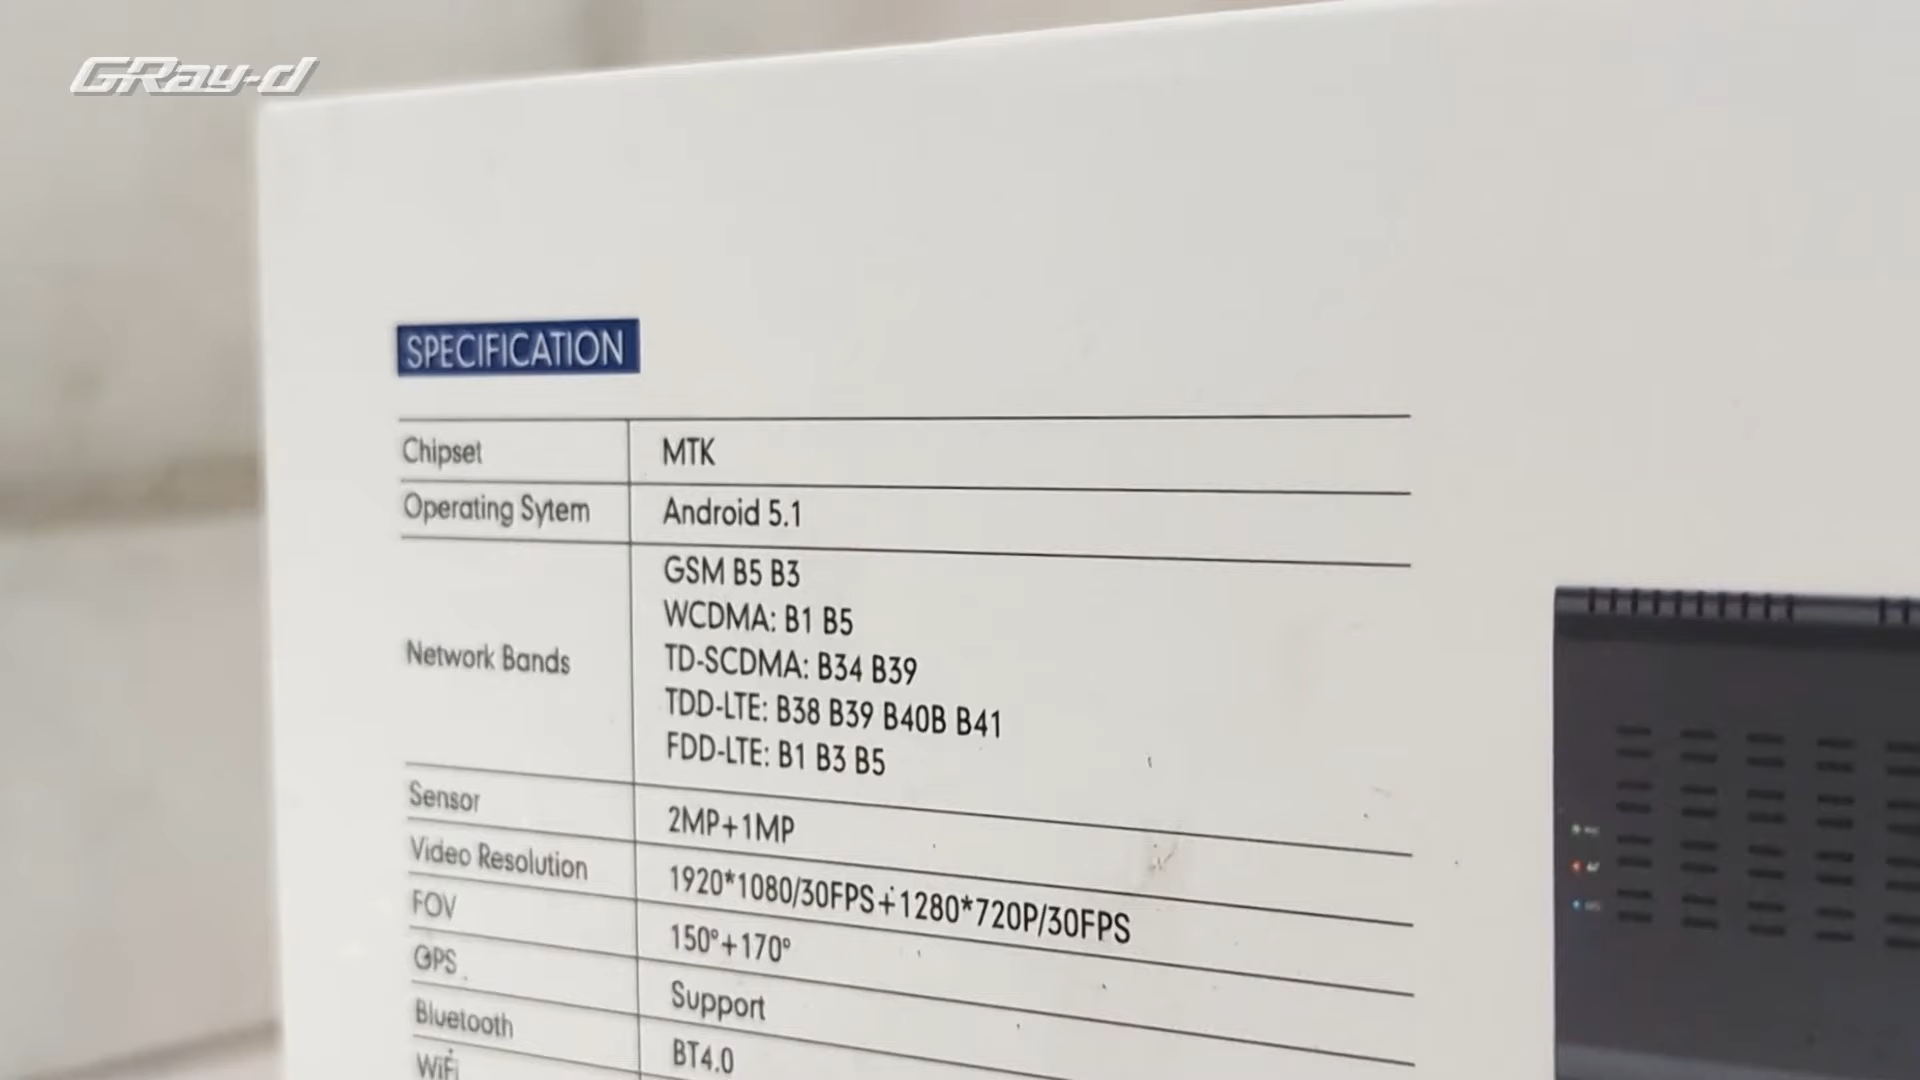 GRay-d
SPECIFICATION
Chipset MTK
Operating Sytem Android 5.1
Network Bands
GSM B5 B3
WCDMA: B1 B5
TD-SCDMA: B34 B39
TDD-LTE: B38 B39 B40B B41
FDD-LTE: B1 B3 B5
Sensor 2MP+1MP
Video Resolution 1920*1080/30FPS+1280*720P/30FPS
FOV 150°+170°
GPS Support
Bluetooth BT4.0
WiFi